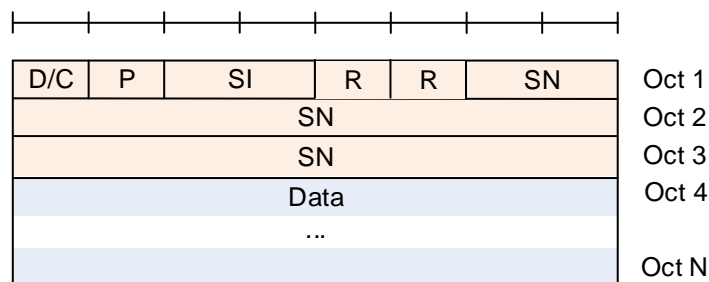 D/C P SI R R SN Oct 1
SN Oct 2
SN Oct 3
Data Oct 4
...
Oct N